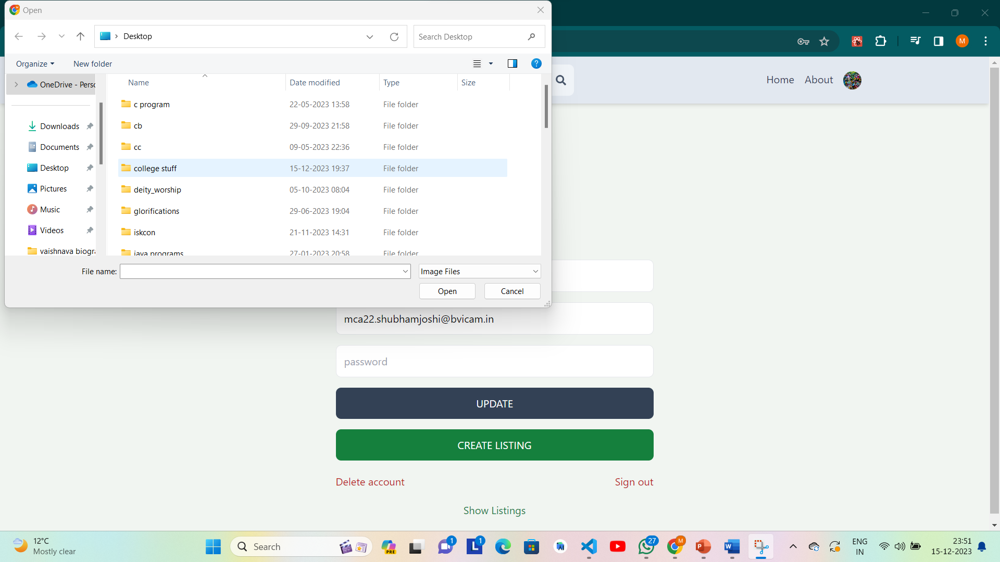 Open
Desktop
Search Desktop
Organize
New folder
?
OneDrive - Perso
Name
Date modified
Type
Size
c program 22-05-2023 13:58 File folder
cb 29-09-2023 21:58 File folder
cc 09-05-2023 22:36 File folder
college stuff 15-12-2023 19:37 File folder
deity_worship 05-10-2023 08:04 File folder
glorifications 29-06-2023 19:04 File folder
iskcon 21-11-2023 14:31 File folder
java programs 27-01-2023 20:58 File folder
Downloads
Documents
Desktop
Pictures
Music
Videos
vaishnava biogra
File name:
Image Files
Open
Cancel
M
Home
About
mca22.shubhamjoshi@bvicam.in
password
UPDATE
CREATE LISTING
Delete account
Sign out
Show Listings
12°C
Mostly clear
Search
PRE
1
L
1
27
M
P
W
ENG
IN
23:51
15-12-2023